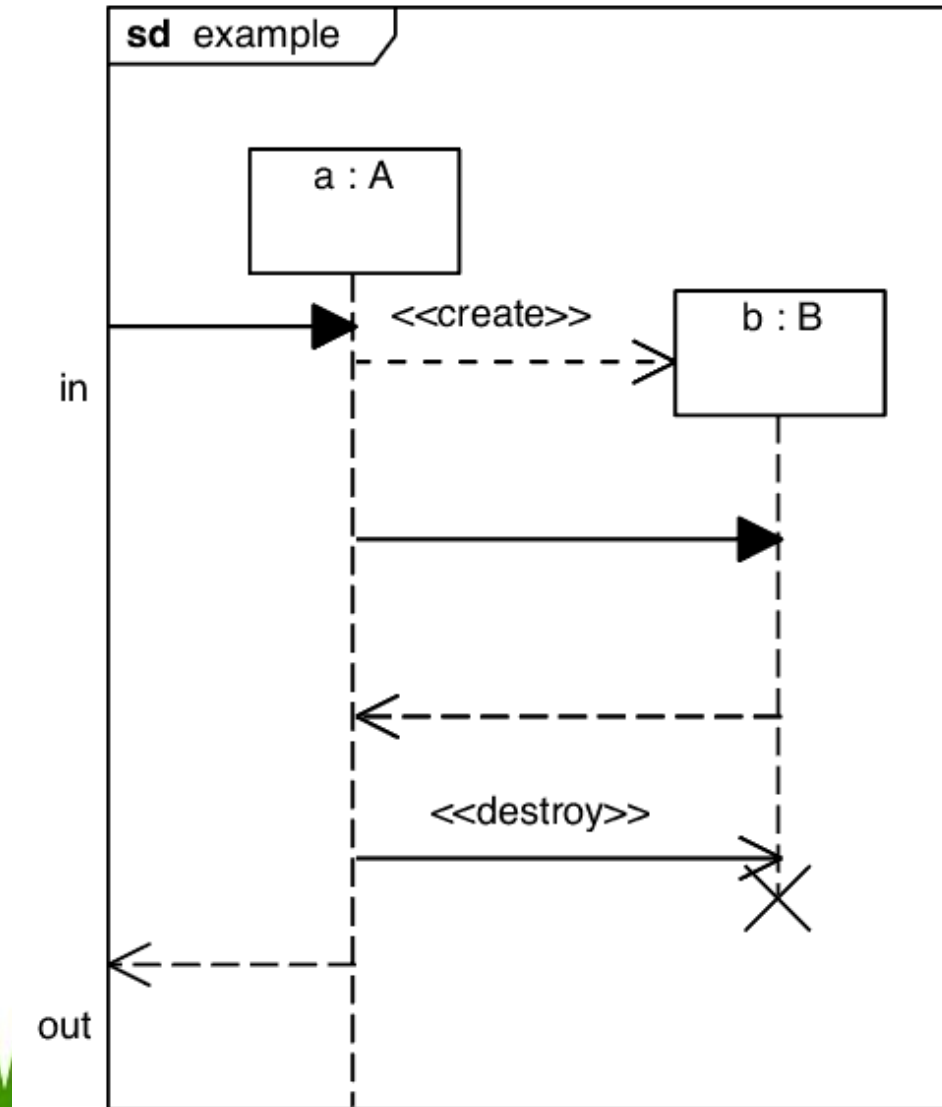 sd example
a : A
<<create>>
b : B
in
<<destroy>>
out